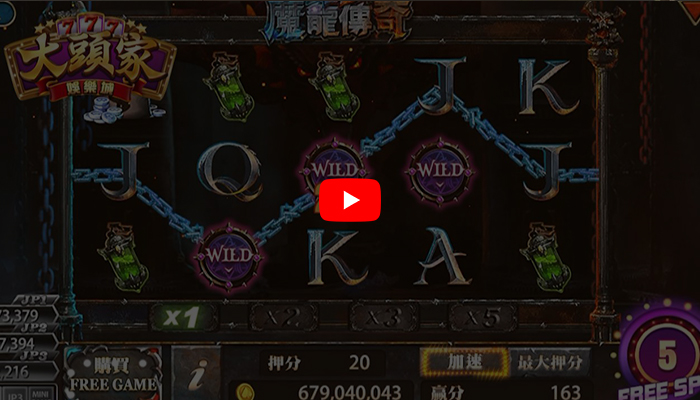 777
大頭家
娛樂城
魔龍傳奇
J K
J Q WILD WILD J
WILD K A
JP1
73,379
JP2
7,394
JP3
,216
JP3 MINI
x1 x2 x3 x5
購買
FREE GAME
i
押分 20
加速
最大押分
679,040,043
贏分 163
5
FREE SP